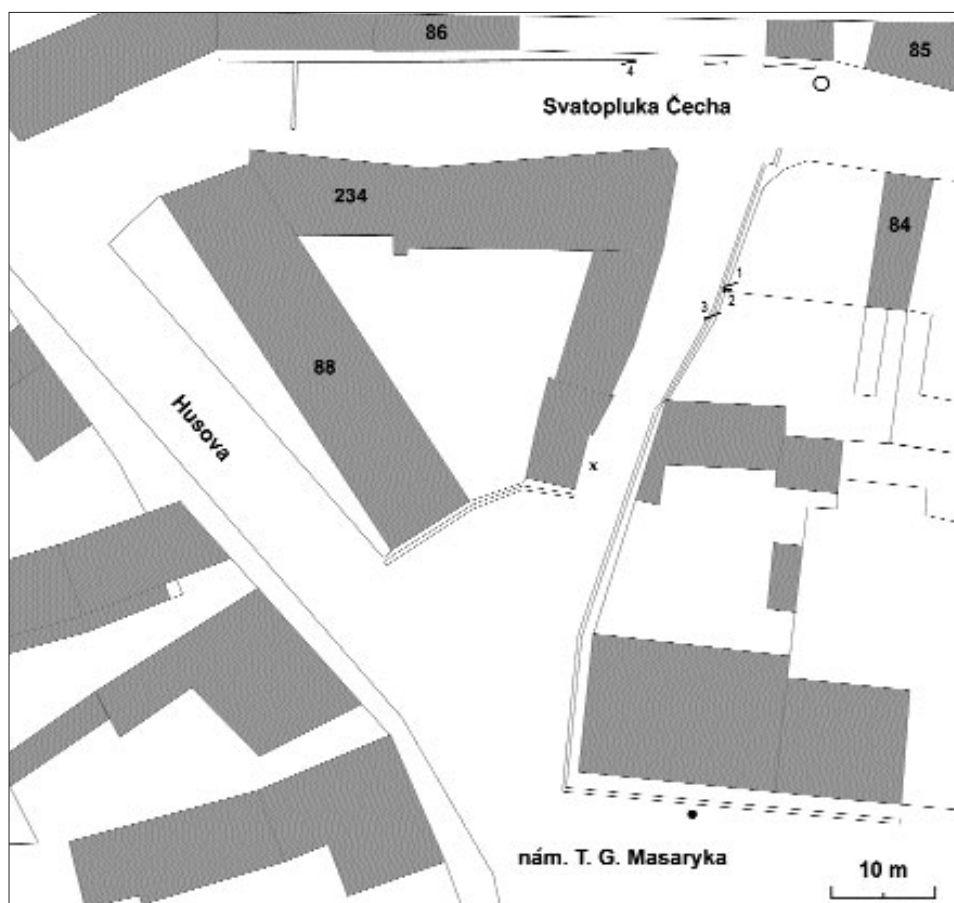 86
85
4
Svatopluka Čecha
234
84
1
2
3
88
Husova
x
nám. T. G. Masaryka
10 m